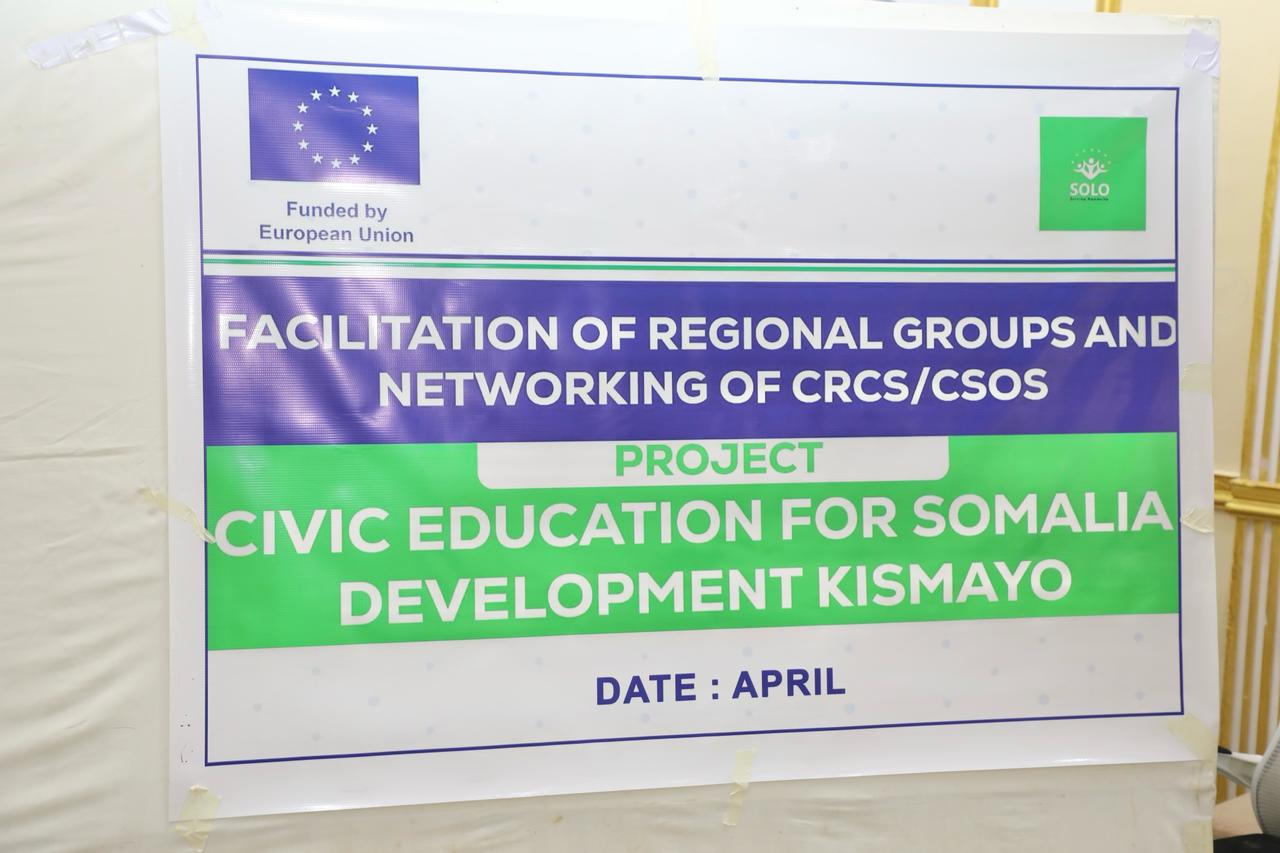 Funded by
European Union
SOLO
FACILITATION OF REGIONAL GROUPS AND
NETWORKING OF CRCS/CSOS
PROJECT
CIVIC EDUCATION FOR SOMALIA
DEVELOPMENT KISMAYO
DATE : APRIL